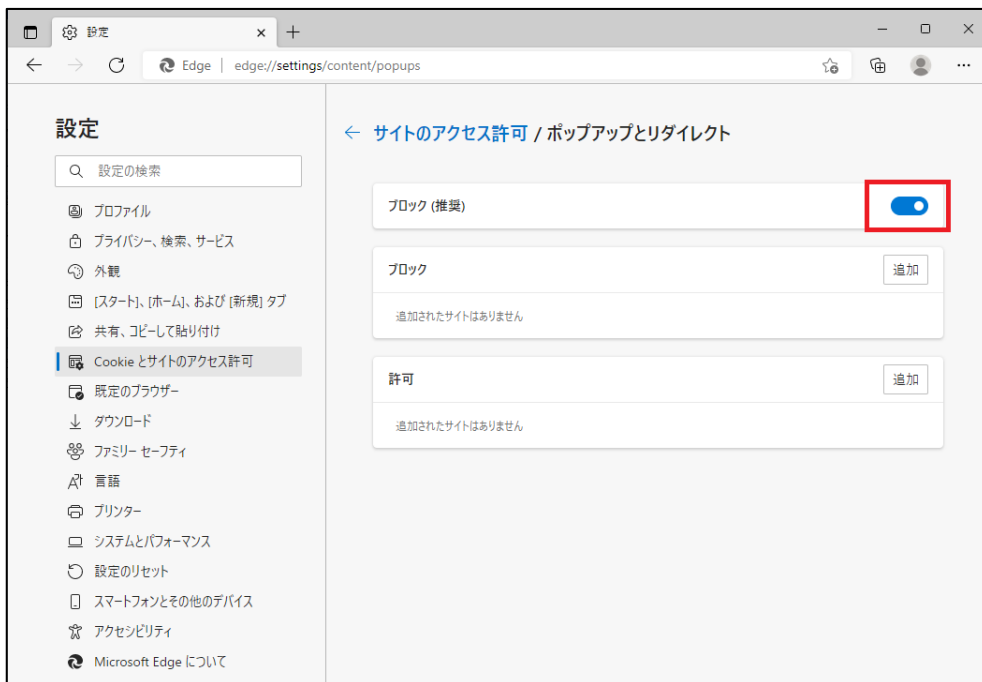 設定
Edge | edge://settings/content/popups
設定
設定の検索
プロファイル
プライバシー、検索、サービス
外観
[スタート]、[ホーム]、および [新規] タブ
共有、コピーして貼り付け
Cookie とサイトのアクセス許可
既定のブラウザー
ダウンロード
ファミリー セーフティ
言語
プリンター
システムとパフォーマンス
設定のリセット
スマートフォンとその他のデバイス
アクセシビリティ
Microsoft Edge について
サイトのアクセス許可 / ポップアップとリダイレクト
ブロック (推奨)
ブロック
追加
追加されたサイトはありません
許可
追加
追加されたサイトはありません